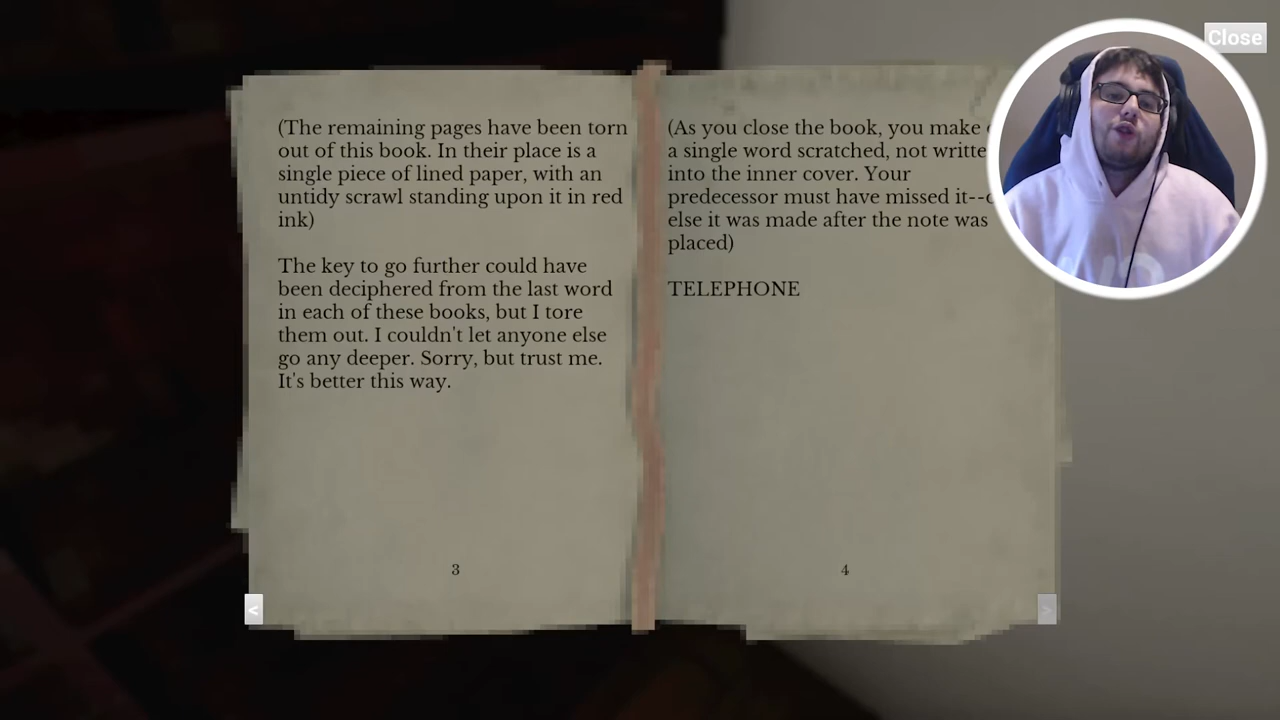 Close
(The remaining pages have been torn
out of this book. In their place is a
single piece of lined paper, with an
untidy scrawl standing upon it in red
ink)
The key to go further could have
been deciphered from the last word
in each of these books, but I tore
them out. I couldn't let anyone else
go any deeper. Sorry, but trust me.
It's better this way.
3
<
(As you close the book, you make
a single word scratched, not
into the inner cover. Your
predecessor must have missed it--
else it was made after the note was
placed)
TELEPHONE
4
>